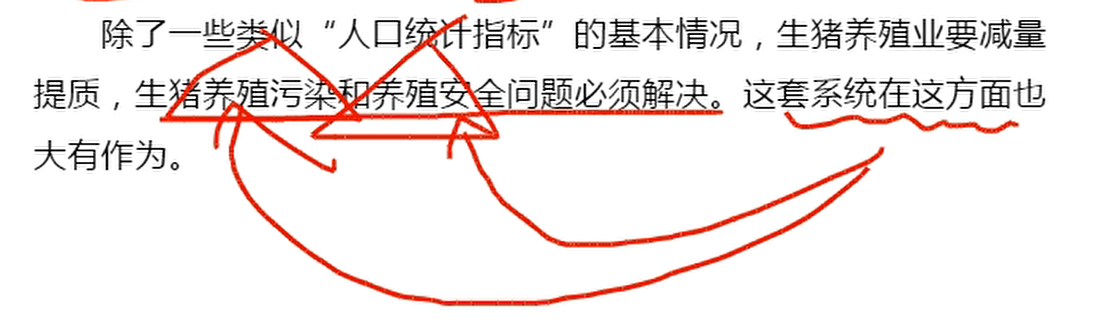 除了一些类似“人口统计指标”的基本情况，生猪养殖业要减量
提质，生猪养殖污染和养殖安全问题必须解决。这套系统在这方面也
大有作为。